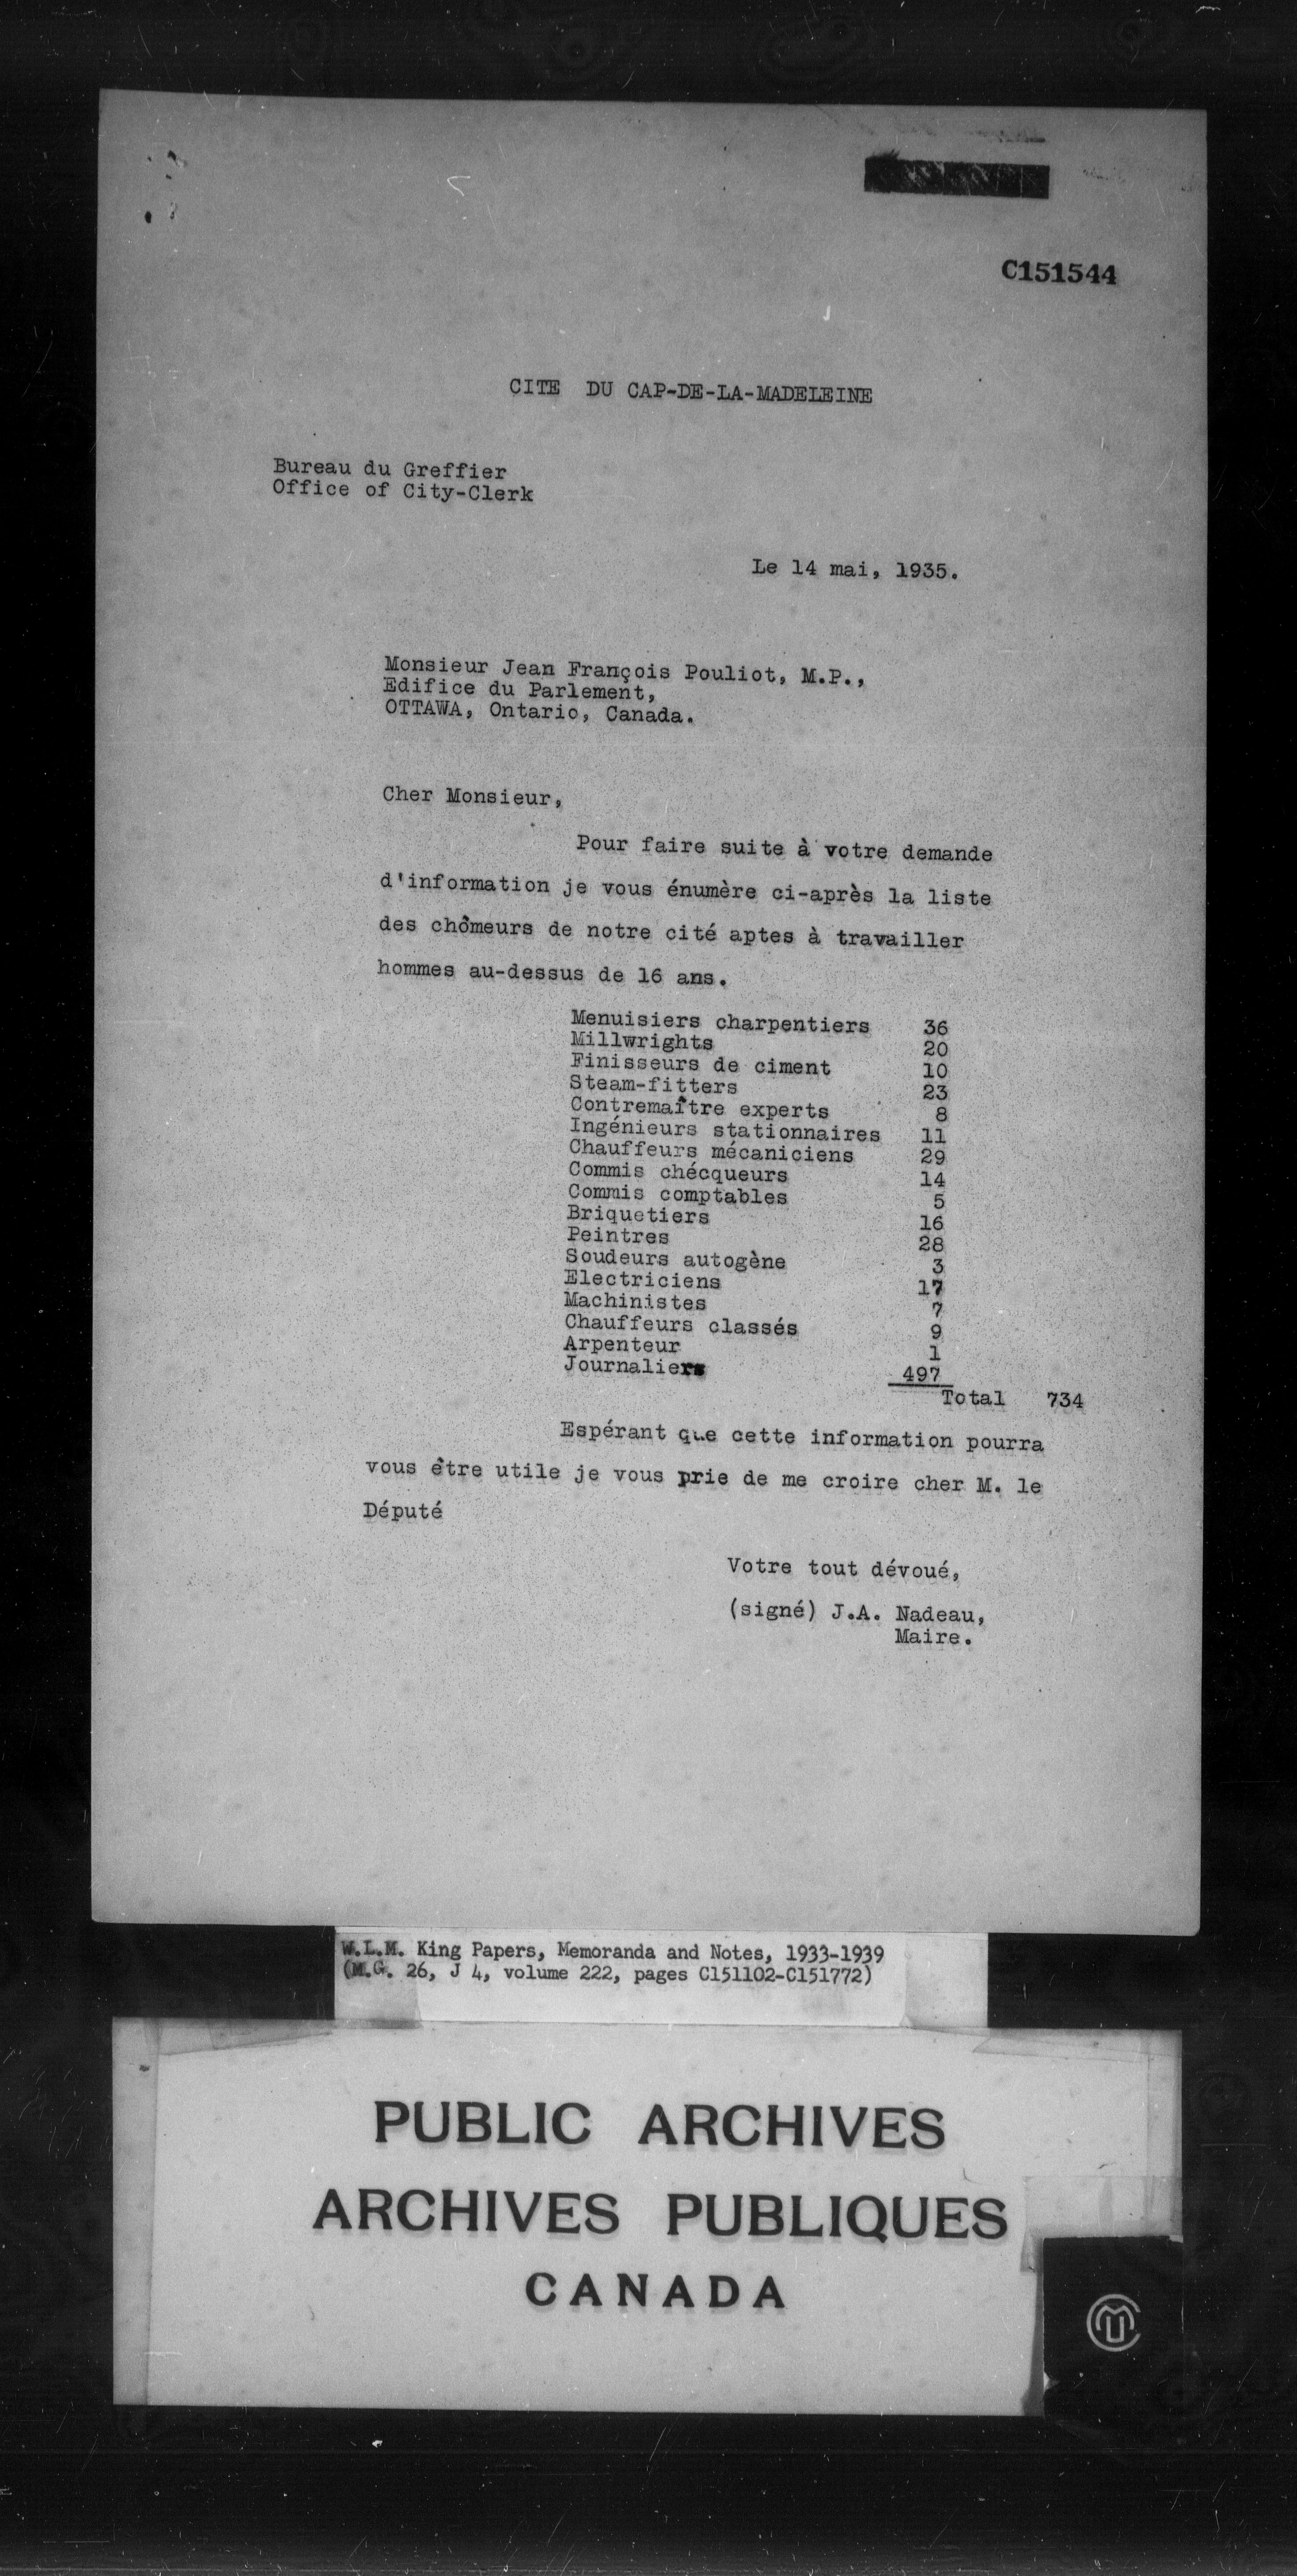 C151544
CITE DU CAP-DE-LA-MADELEINE
Bureau du Greffier
Office of City-Clerk
Le 14 mai, 1935.
Monsieur Jean François Pouliot, M.P.,
Edifice du Parlement,
OTTAWA, Ontario, Canada.
Cher Monsieur,
Pour faire suite à votre demande
d'information je vous énumère ci-après la liste
des chômeurs de notre cité aptes à travailler
hommes au-dessus de 16 ans.
Menuisiers charpentiers 36
Millwrights 20
Finisseurs de ciment 10
Steam-fitters 23
Contremaître experts 8
Ingénieurs stationnaires 11
Chauffeurs mécaniciens 29
Commis chécqueurs 14
Commis comptables 5
Briquetiers 16
Peintres 28
Soudeurs autogène 3
Electriciens 17
Machinistes 7
Chauffeurs classés 9
Arpenteur 1
Journaliers 497
Total 734
Espérant que cette information pourra
vous être utile je vous prie de me croire cher M. le
Député
Votre tout dévoué,
(signé) J.A. Nadeau,
Maire.
W.L.M. King Papers, Memoranda and Notes, 1933-1939
(M.G. 26, J 4, volume 222, pages C151102-C151772)
PUBLIC ARCHIVES
ARCHIVES PUBLIQUES
CANADA